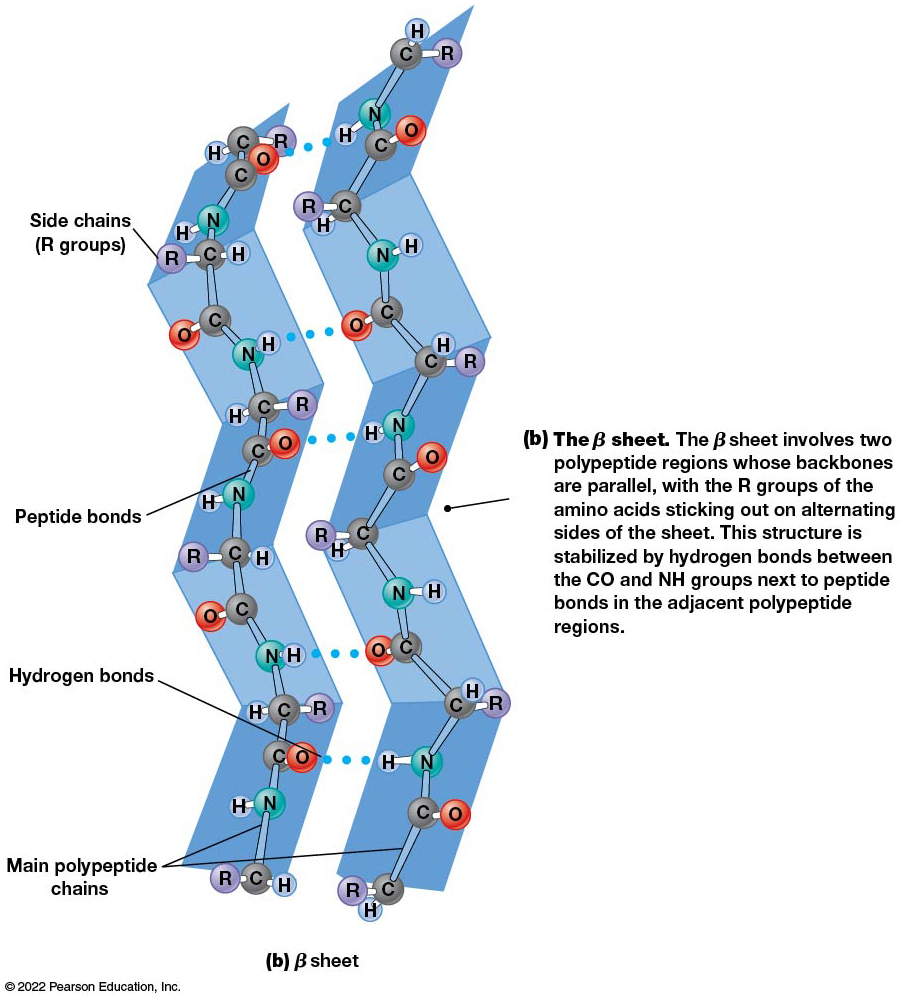 H
C R
N
H O
C
H C R
O
C
R C
H
N
H
Side chains
(R groups)
N H
R C H
C
O
C
O
N H
H
C R
H C R
N
H
C O
O
C
N
H
Peptide bonds
R C
H
R C H
N H
O C
C
O
N H
Hydrogen bonds
H
C R
H C R
C O
H N
H N
C O
Main polypeptide
chains
R C H
R C
H
(b) The β sheet. The β sheet involves two
polypeptide regions whose backbones
are parallel, with the R groups of the
amino acids sticking out on alternating
sides of the sheet. This structure is
stabilized by hydrogen bonds between
the CO and NH groups next to peptide
bonds in the adjacent polypeptide
regions.
(b) β sheet
© 2022 Pearson Education, Inc.